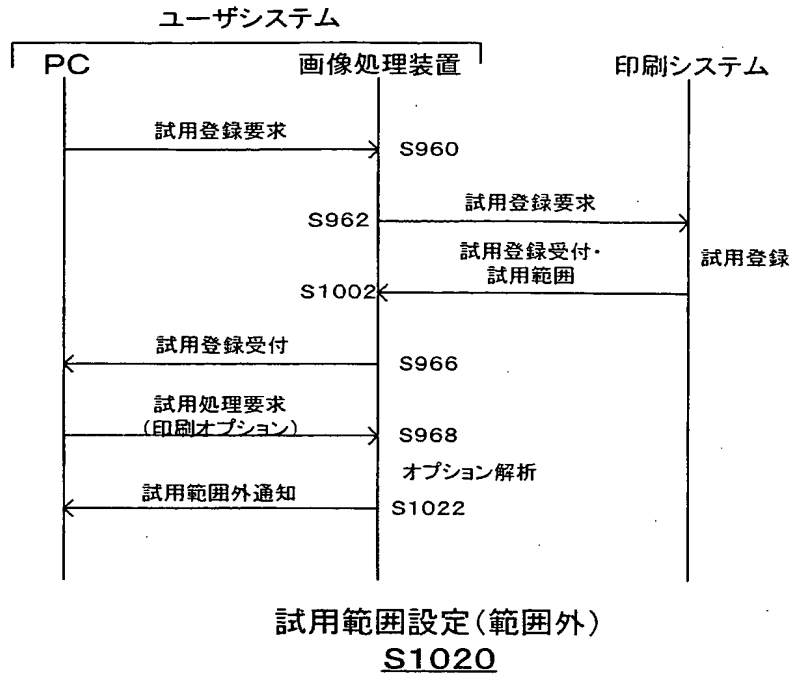 ユーザシステム
PC
画像処理装置
印刷システム
試用登録要求
S960
試用登録要求
S962
試用登録受付・
試用範囲
試用登録
S1002
試用登録受付
S966
試用処理要求
(印刷オプション)
S968
オプション解析
試用範囲外通知
S1022
試用範囲設定(範囲外)
S1020